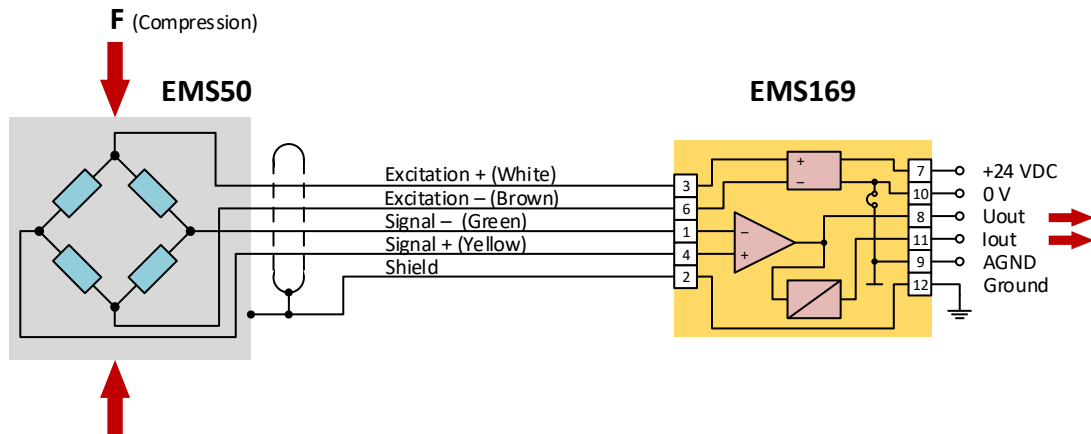 F (Compression)
EMS50
EMS169
Excitation + (White)
Excitation – (Brown)
Signal – (Green)
Signal + (Yellow)
Shield
3
6
1
4
2
+
–
–
+
7
10
8
11
9
12
+24 VDC
0 V
Uout
Iout
AGND
Ground